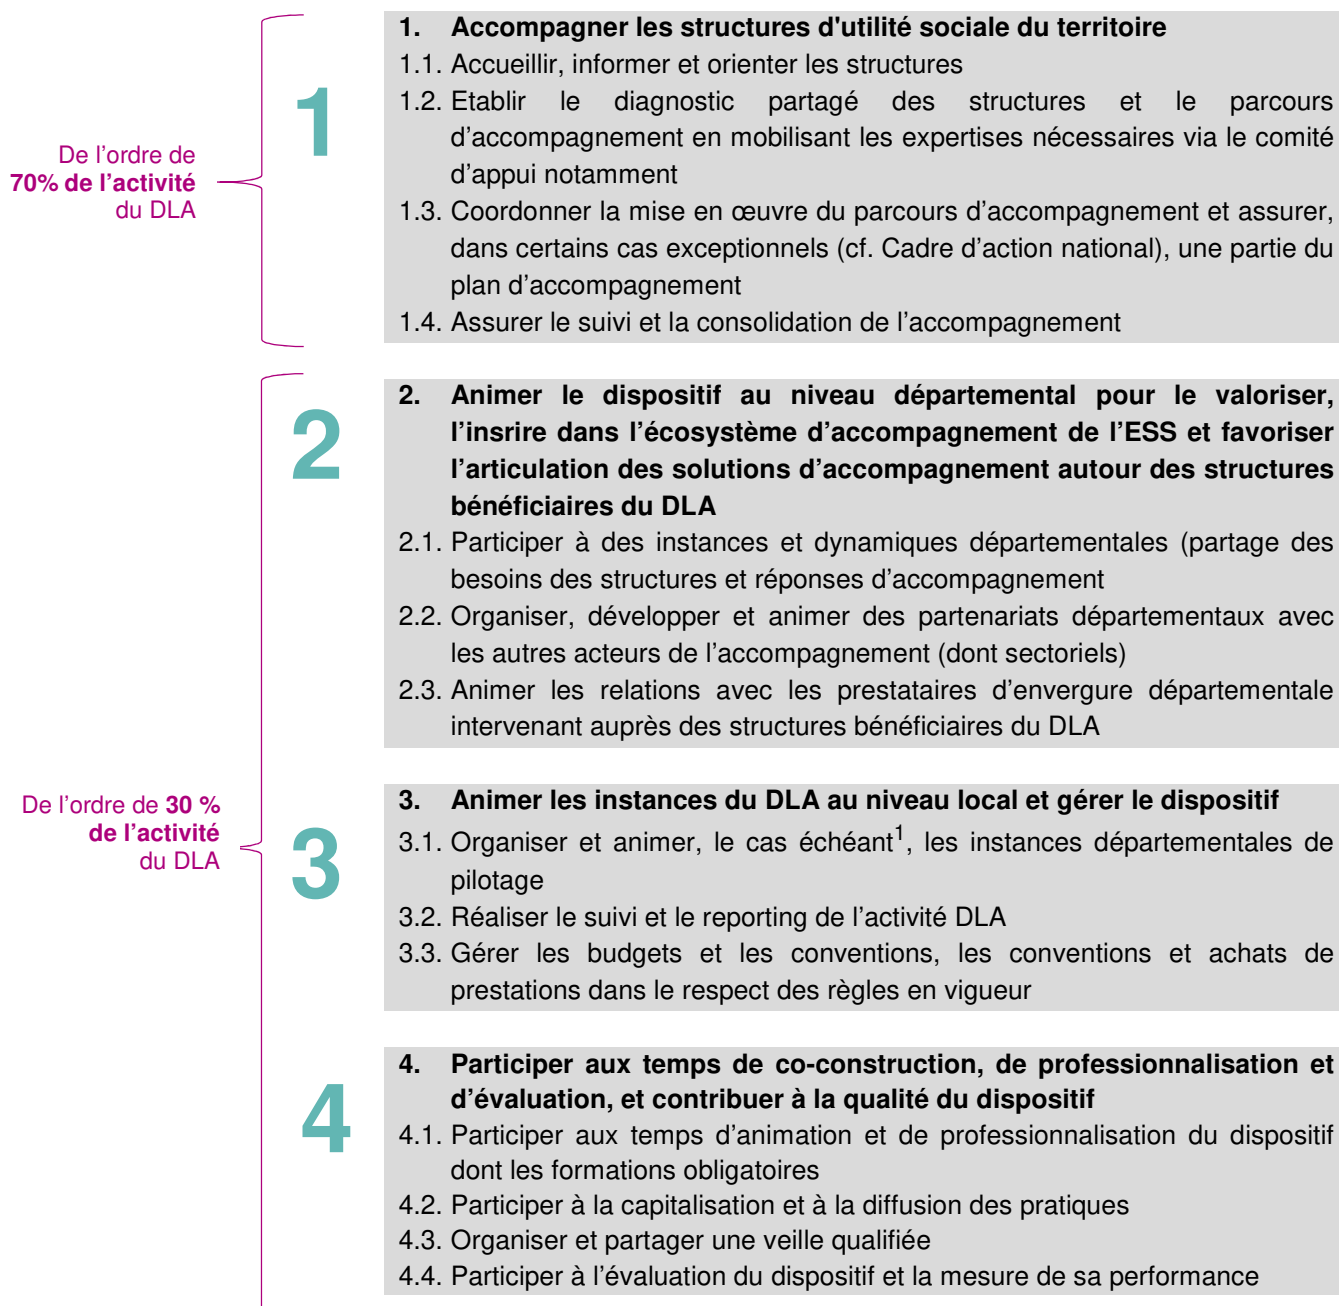 De l’ordre de
70% de l’activité
du DLA
1
1. Accompagner les structures d'utilité sociale du territoire
1.1. Accueillir, informer et orienter les structures
1.2. Etablir le diagnostic partagé des structures et le parcours
d’accompagnement en mobilisant les expertises nécessaires via le comité
d’appui notamment
1.3. Coordonner la mise en œuvre du parcours d’accompagnement et assurer,
dans certains cas exceptionnels (cf. Cadre d’action national), une partie du
plan d’accompagnement
1.4. Assurer le suivi et la consolidation de l’accompagnement
De l’ordre de 30 %
de l’activité
du DLA
2
2. Animer le dispositif au niveau départemental pour le valoriser,
l’insrire dans l’écosystème d’accompagnement de l’ESS et favoriser
l’articulation des solutions d’accompagnement autour des structures
bénéficiaires du DLA
2.1. Participer à des instances et dynamiques départementales (partage des
besoins des structures et réponses d’accompagnement
2.2. Organiser, développer et animer des partenariats départementaux avec
les autres acteurs de l’accompagnement (dont sectoriels)
2.3. Animer les relations avec les prestataires d’envergure départementale
intervenant auprès des structures bénéficiaires du DLA
3
3. Animer les instances du DLA au niveau local et gérer le dispositif
3.1. Organiser et animer, le cas échéant1, les instances départementales de
pilotage
3.2. Réaliser le suivi et le reporting de l’activité DLA
3.3. Gérer les budgets et les conventions, les conventions et achats de
prestations dans le respect des règles en vigueur
4
4. Participer aux temps de co-construction, de professionnalisation et
d’évaluation, et contribuer à la qualité du dispositif
4.1. Participer aux temps d’animation et de professionnalisation du dispositif
dont les formations obligatoires
4.2. Participer à la capitalisation et à la diffusion des pratiques
4.3. Organiser et partager une veille qualifiée
4.4. Participer à l’évaluation du dispositif et la mesure de sa performance